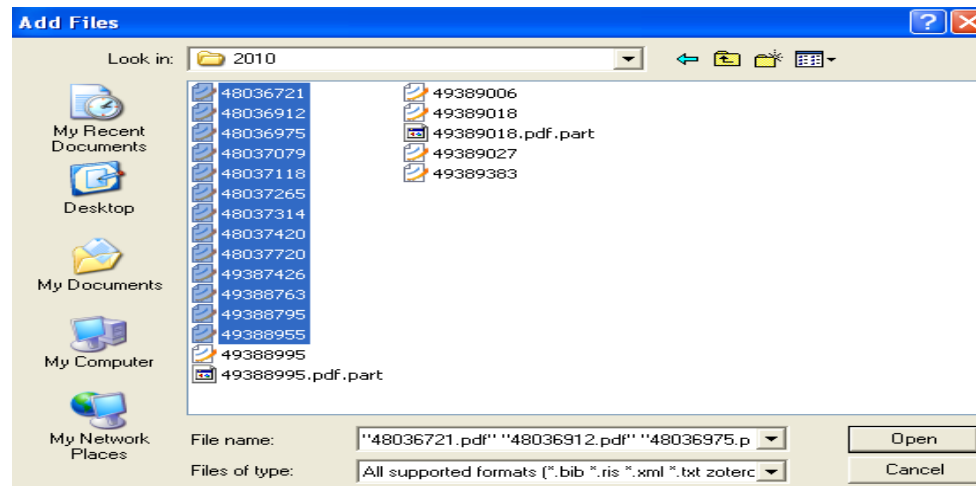 Add Files
Look in:
2010
My Recent
Documents
Desktop
My Documents
My Computer
My Network
Places
48036721
48036912
48036975
48037079
48037118
48037265
48037314
48037420
48037720
49387426
49388763
49388795
49388955
49388995
49388995.pdf.part
49389006
49389018
49389018.pdf.part
49389027
49389383
File name:
"48036721.pdf" "48036912.pdf" "48036975.p
Open
Files of type:
All supported formats (*.bib *.ris *.xml *.txt zoterc
Cancel